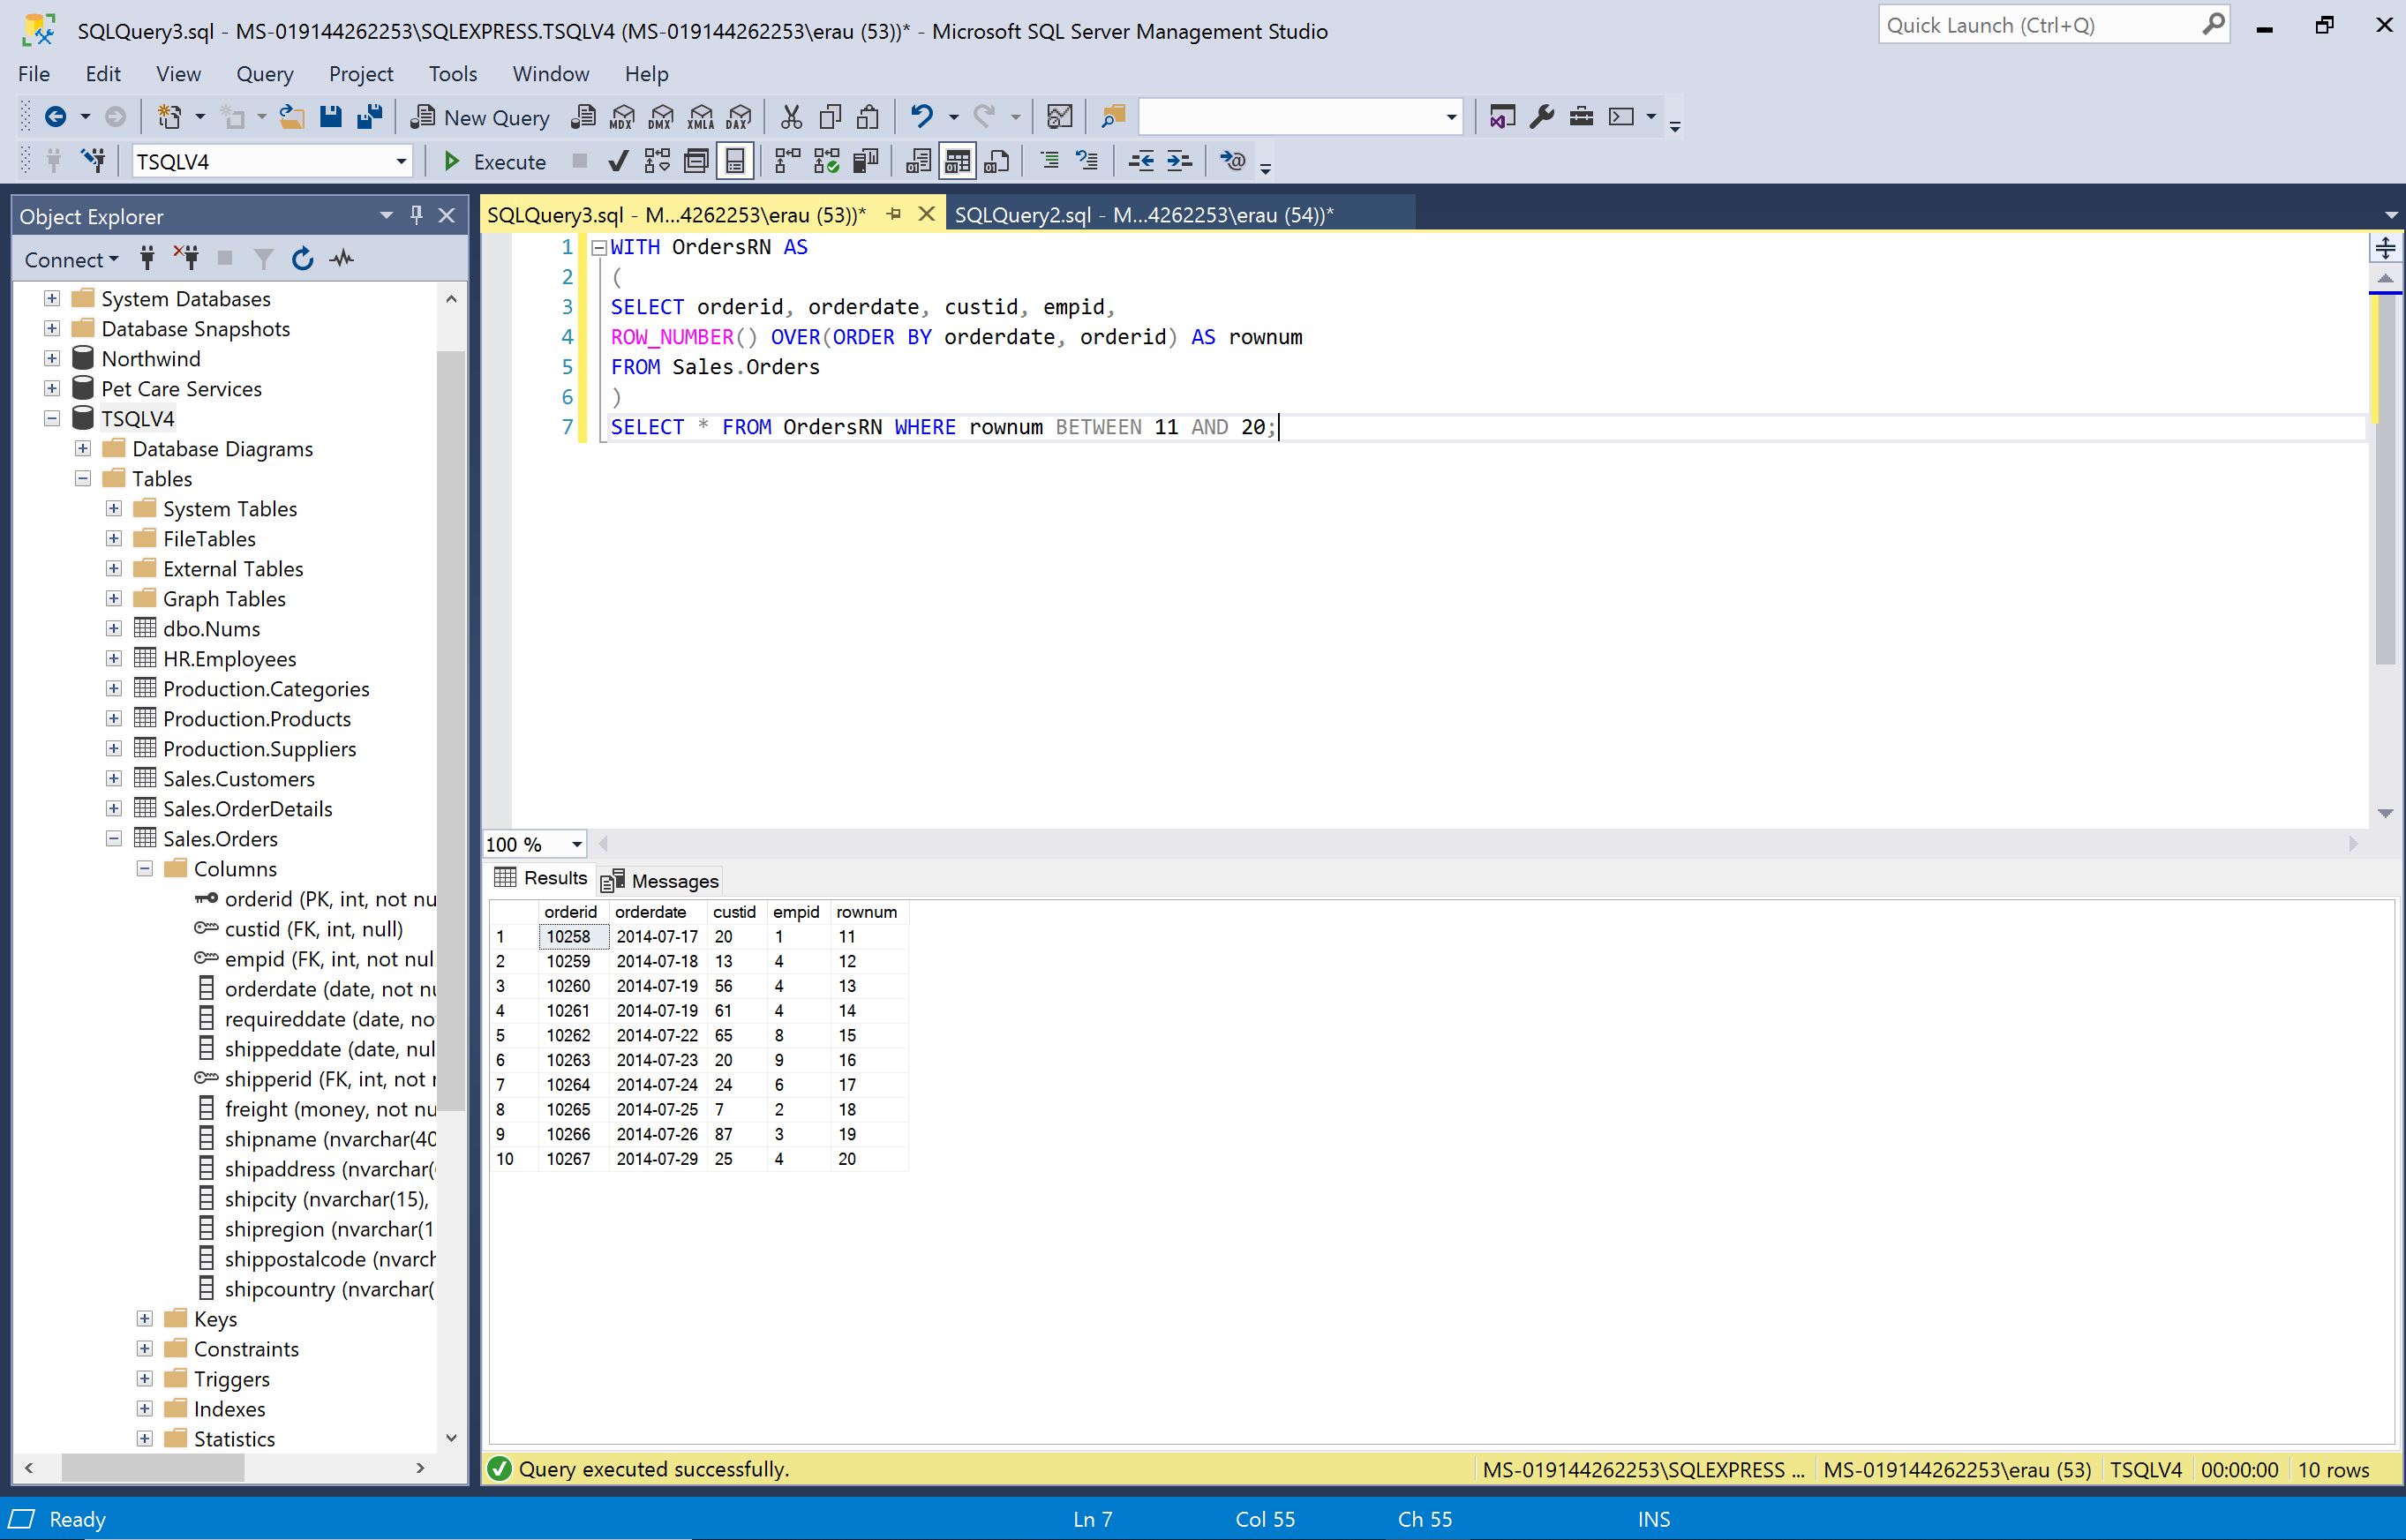 SQLQuery3.sql - MS-019144262253\SQLEXPRESS.TSQLV4 (MS-019144262253\erau (53))* - Microsoft SQL Server Management Studio
Quick Launch (Ctrl+Q)
File Edit View Query Project Tools Window Help
New Query MDX DMX XMLA DAX
TSQLV4 Execute
Object Explorer
Connect
System Databases
Database Snapshots
Northwind
Pet Care Services
TSQLV4
Database Diagrams
Tables
System Tables
FileTables
External Tables
Graph Tables
dbo.Nums
HR.Employees
Production.Categories
Production.Products
Production.Suppliers
Sales.Customers
Sales.OrderDetails
Sales.Orders
Columns
orderid (PK, int, not nu
custid (FK, int, null)
empid (FK, int, not nul
orderdate (date, not nu
requireddate (date, no
shippeddate (date, nul
shipperid (FK, int, not r
freight (money, not nu
shipname (nvarchar(40
shipaddress (nvarchar(
shipcity (nvarchar(15),
shipregion (nvarchar(1
shippostalcode (nvarch
shipcountry (nvarchar(
Keys
Constraints
Triggers
Indexes
Statistics
SQLQuery3.sql - M...4262253\erau (53))* SQLQuery2.sql - M...4262253\erau (54))*
1 WITH OrdersRN AS
2 (
3 SELECT orderid, orderdate, custid, empid,
4 ROW_NUMBER() OVER(ORDER BY orderdate, orderid) AS rownum
5 FROM Sales.Orders
6 )
7 SELECT * FROM OrdersRN WHERE rownum BETWEEN 11 AND 20;
100 %
Results Messages
orderid orderdate custid empid rownum
1 10258 2014-07-17 20 1 11
2 10259 2014-07-18 13 4 12
3 10260 2014-07-19 56 4 13
4 10261 2014-07-19 61 4 14
5 10262 2014-07-22 65 8 15
6 10263 2014-07-23 20 9 16
7 10264 2014-07-24 24 6 17
8 10265 2014-07-25 7 2 18
9 10266 2014-07-26 87 3 19
10 10267 2014-07-29 25 4 20
Query executed successfully. MS-019144262253\SQLEXPRESS ... MS-019144262253\erau (53) TSQLV4 00:00:00 10 rows
Ready Ln 7 Col 55 Ch 55 INS